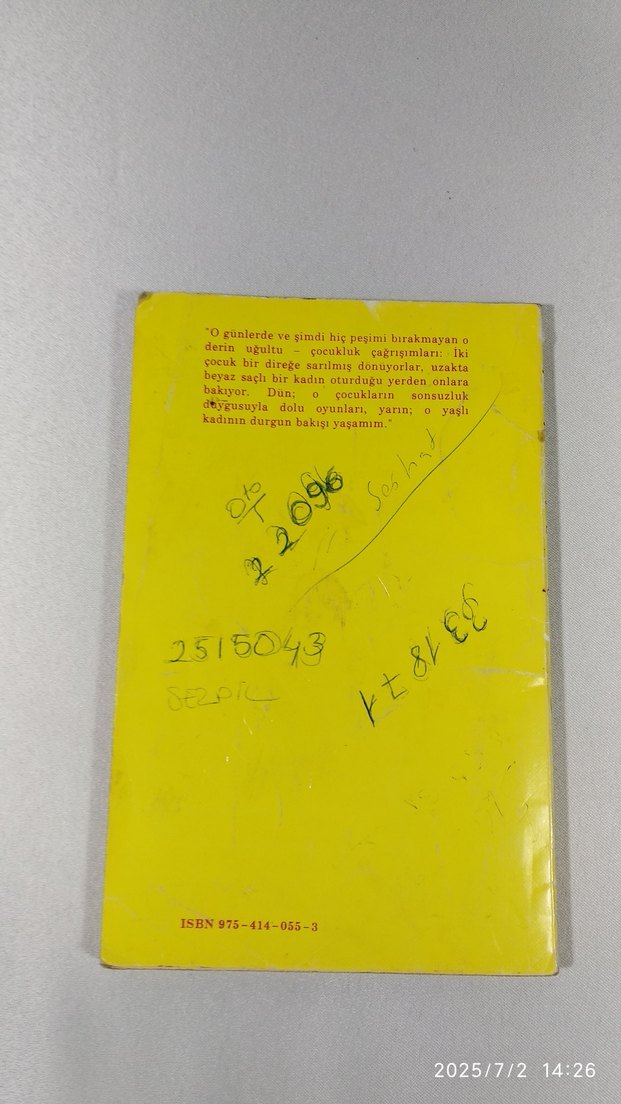 "O günlerde ve şimdi hiç peşimi bırakmayan o
derin uğultu – çocukluk çağrışımları: İki
çocuk bir direğe sarılmış dönüyorlar, uzakta
beyaz saçlı bir kadın oturduğu yerden onlara
bakıyor. Dün; o çocukların sonsuzluk
duygusuyla dolu oyunları, yarın; o yaşlı
kadının durgun bakışı yaşamım."
2515043
ISBN 975-414-055-3
2025/7/2 14:26